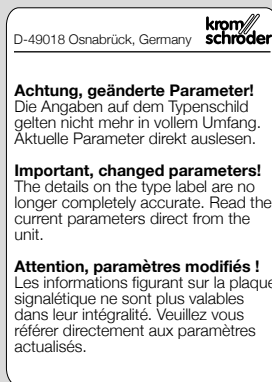 D-49018 Osnabrück, Germany
krom
schröder
Achtung, geänderte Parameter!
Die Angaben auf dem Typenschild
gelten nicht mehr in vollem Umfang.
Aktuelle Parameter direkt auslesen.
Important, changed parameters!
The details on the type label are no
longer completely accurate. Read the
current parameters direct from the
unit.
Attention, paramètres modifiés !
Les informations figurant sur la plaque
signalétique ne sont plus valables
dans leur intégralité. Veuillez vous
référer directement aux paramètres
actualisés.